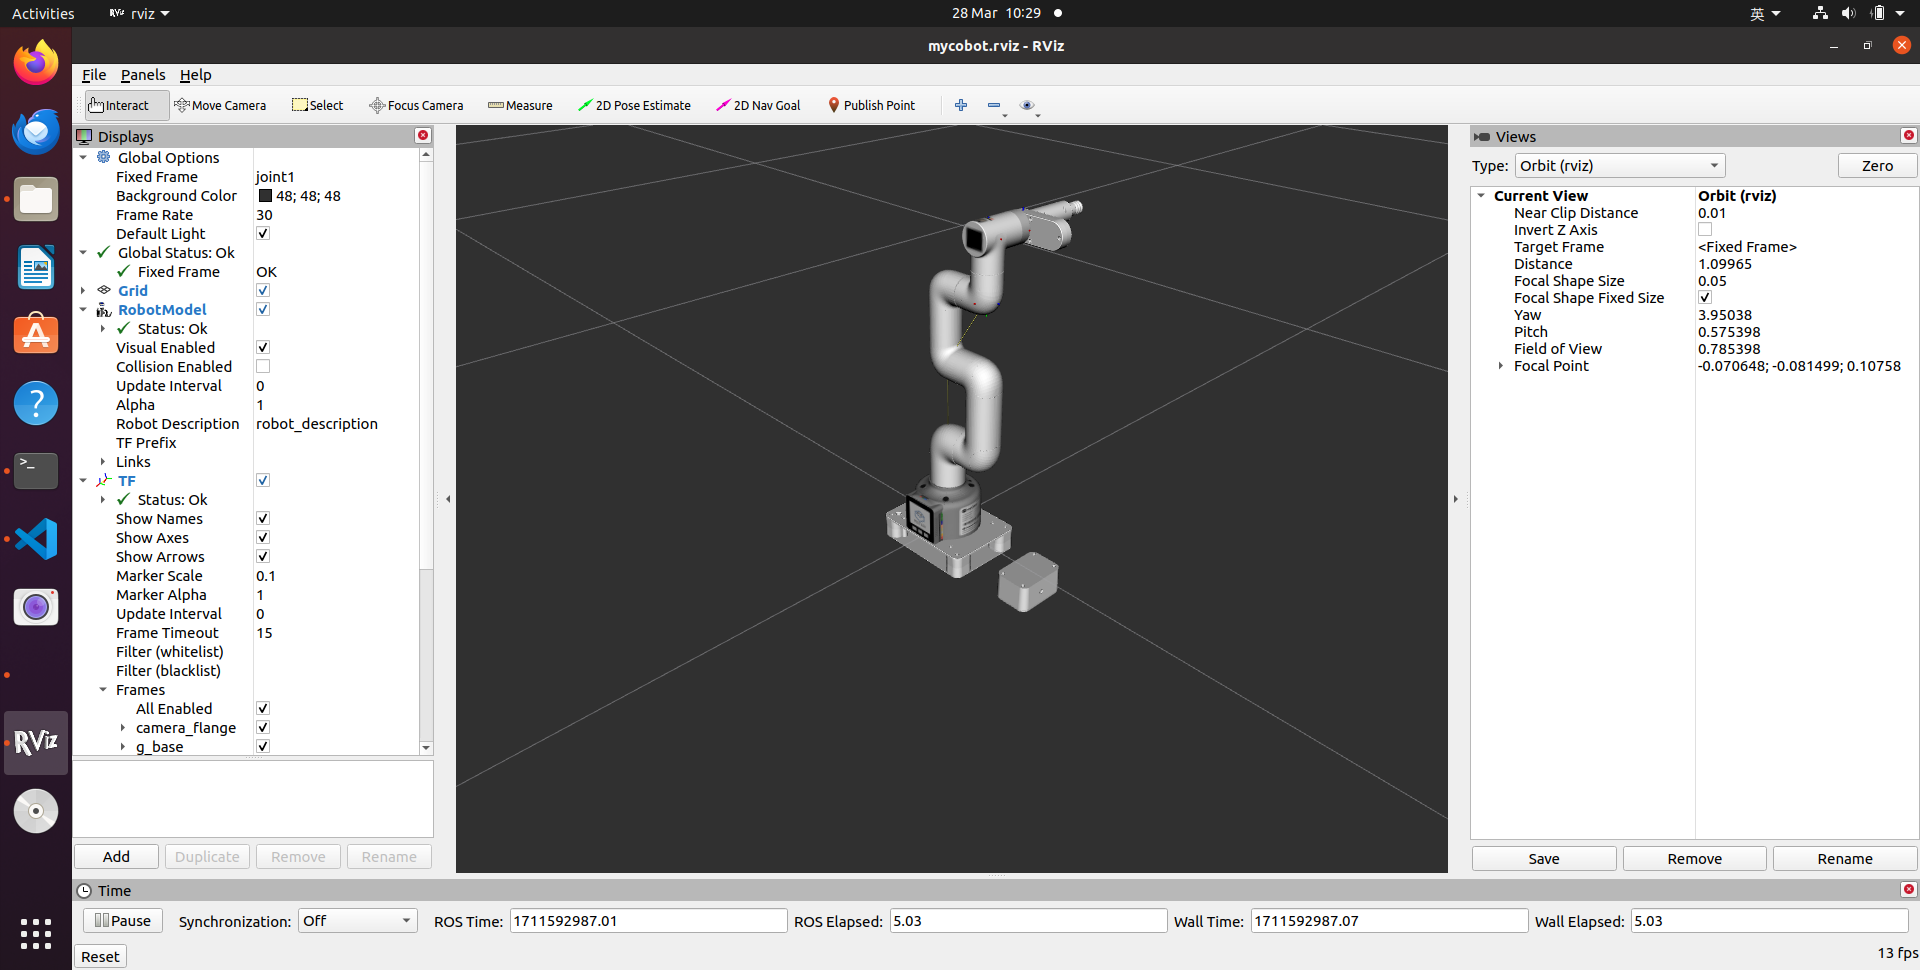 Activities RViz rviz 28 Mar 10:29 英
mycobot.rviz - RViz
File Panels Help
Interact Move Camera Select Focus Camera Measure 2D Pose Estimate 2D Nav Goal Publish Point
Displays
Global Options
Fixed Frame joint1
Background Color 48; 48; 48
Frame Rate 30
Default Light
Global Status: Ok
Fixed Frame OK
Grid
RobotModel
Status: Ok
Visual Enabled
Collision Enabled
Update Interval 0
Alpha 1
Robot Description robot_description
TF Prefix
Links
TF
Status: Ok
Show Names
Show Axes
Show Arrows
Marker Scale 0.1
Marker Alpha 1
Update Interval 0
Frame Timeout 15
Filter (whitelist)
Filter (blacklist)
Frames
All Enabled
camera_flange
g_base
Add Duplicate Remove Rename
Views
Type: Orbit (rviz) Zero
Current View Orbit (rviz)
Near Clip Distance 0.01
Invert Z Axis
Target Frame <Fixed Frame>
Distance 1.09965
Focal Shape Size 0.05
Focal Shape Fixed Size
Yaw 3.95038
Pitch 0.575398
Field of View 0.785398
Focal Point -0.070648; -0.081499; 0.10758
Save Remove Rename
RViz
Time
Pause Synchronization: Off ROS Time: 1711592987.01 ROS Elapsed: 5.03 Wall Time: 1711592987.07 Wall Elapsed: 5.03
Reset 13 fps